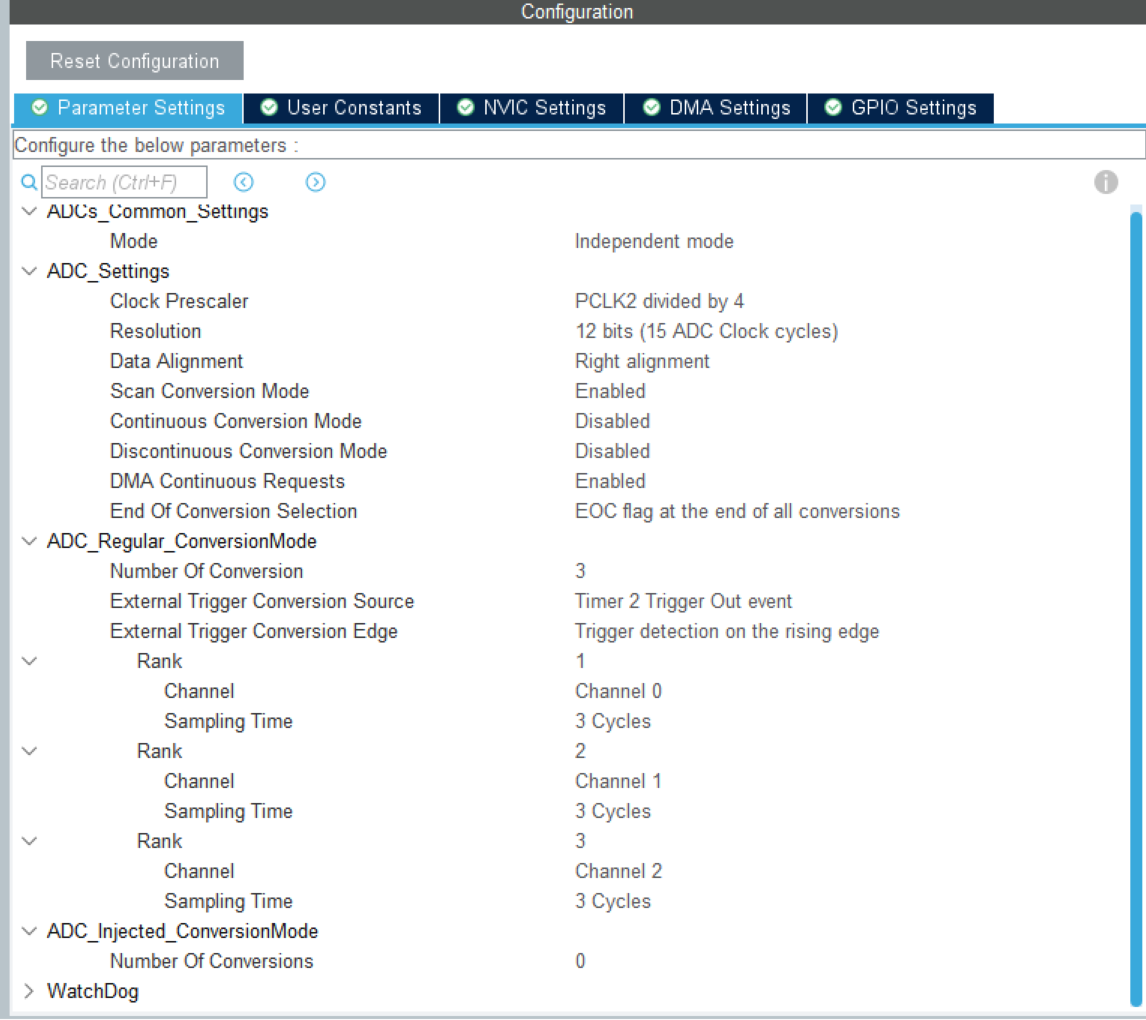 Configuration
Reset Configuration
Parameter Settings User Constants NVIC Settings DMA Settings GPIO Settings
Configure the below parameters :
Search (Ctrl+F)
ADCs_Common_Settings
Mode Independent mode
ADC_Settings
Clock Prescaler PCLK2 divided by 4
Resolution 12 bits (15 ADC Clock cycles)
Data Alignment Right alignment
Scan Conversion Mode Enabled
Continuous Conversion Mode Disabled
Discontinuous Conversion Mode Disabled
DMA Continuous Requests Enabled
End Of Conversion Selection EOC flag at the end of all conversions
ADC_Regular_ConversionMode
Number Of Conversion 3
External Trigger Conversion Source Timer 2 Trigger Out event
External Trigger Conversion Edge Trigger detection on the rising edge
Rank 1
Channel Channel 0
Sampling Time 3 Cycles
Rank 2
Channel Channel 1
Sampling Time 3 Cycles
Rank 3
Channel Channel 2
Sampling Time 3 Cycles
ADC_Injected_ConversionMode
Number Of Conversions 0
WatchDog